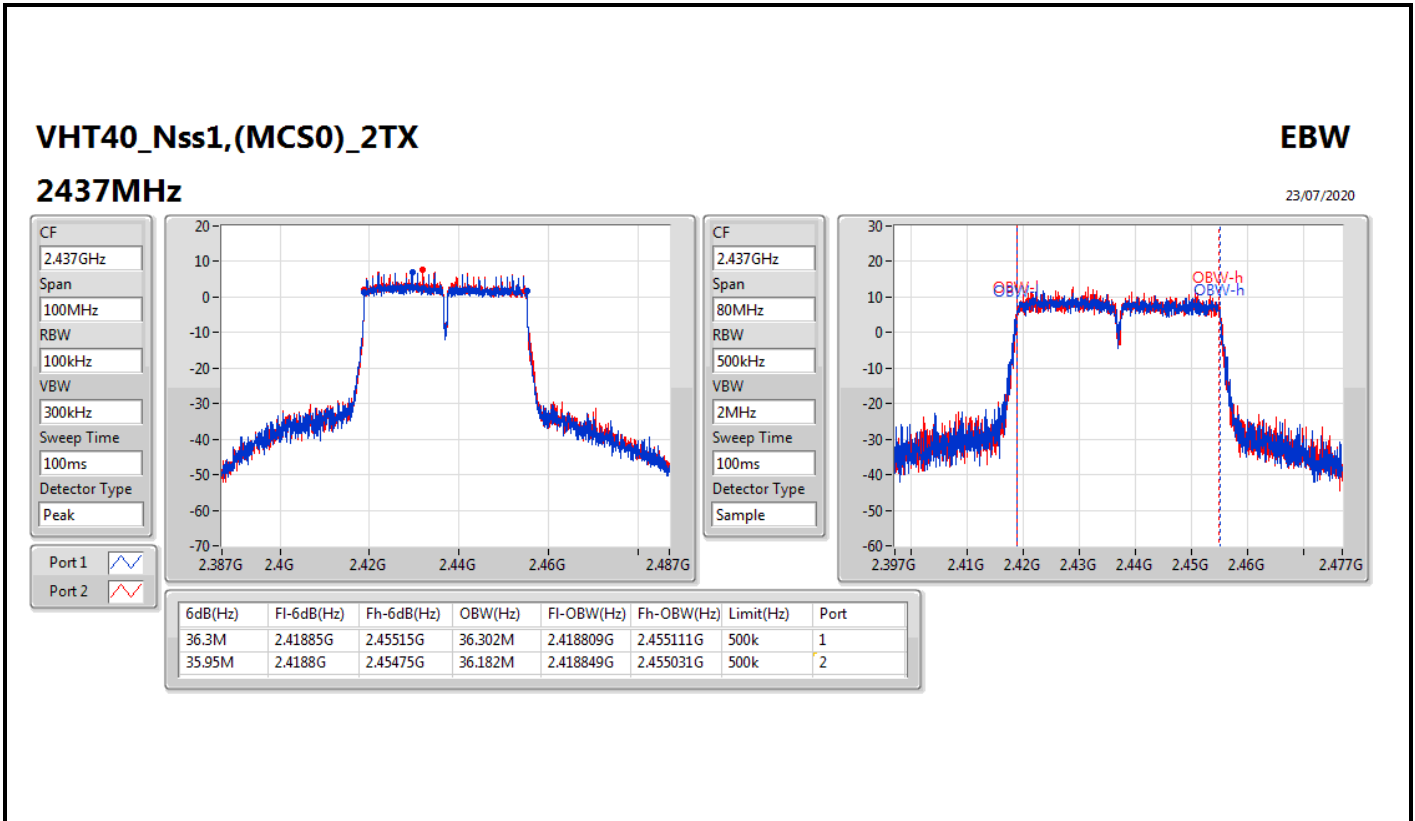 VHT40_Nss1,(MCS0)_2TX
EBW
2437MHz
23/07/2020
CF
2.437GHz
Span
100MHz
RBW
100kHz
VBW
300kHz
Sweep Time
100ms
Detector Type
Peak
Port 1
Port 2
20
10
0
-10
-20
-30
-40
-50
-60
-70
2.387G 2.4G 2.42G 2.44G 2.46G 2.487G
CF
2.437GHz
Span
80MHz
RBW
500kHz
VBW
2MHz
Sweep Time
100ms
Detector Type
Sample
30
20
10
0
-10
-20
-30
-40
-50
-60
OBW-l
OBW-l
OBW-h
OBW-h
2.397G 2.41G 2.42G 2.43G 2.44G 2.45G 2.46G 2.477G
6dB(Hz) Fl-6dB(Hz) Fh-6dB(Hz) OBW(Hz) Fl-OBW(Hz) Fh-OBW(Hz) Limit(Hz) Port
36.3M 2.41885G 2.45515G 36.302M 2.418809G 2.455111G 500k 1
35.95M 2.4188G 2.45475G 36.182M 2.418849G 2.455031G 500k 2